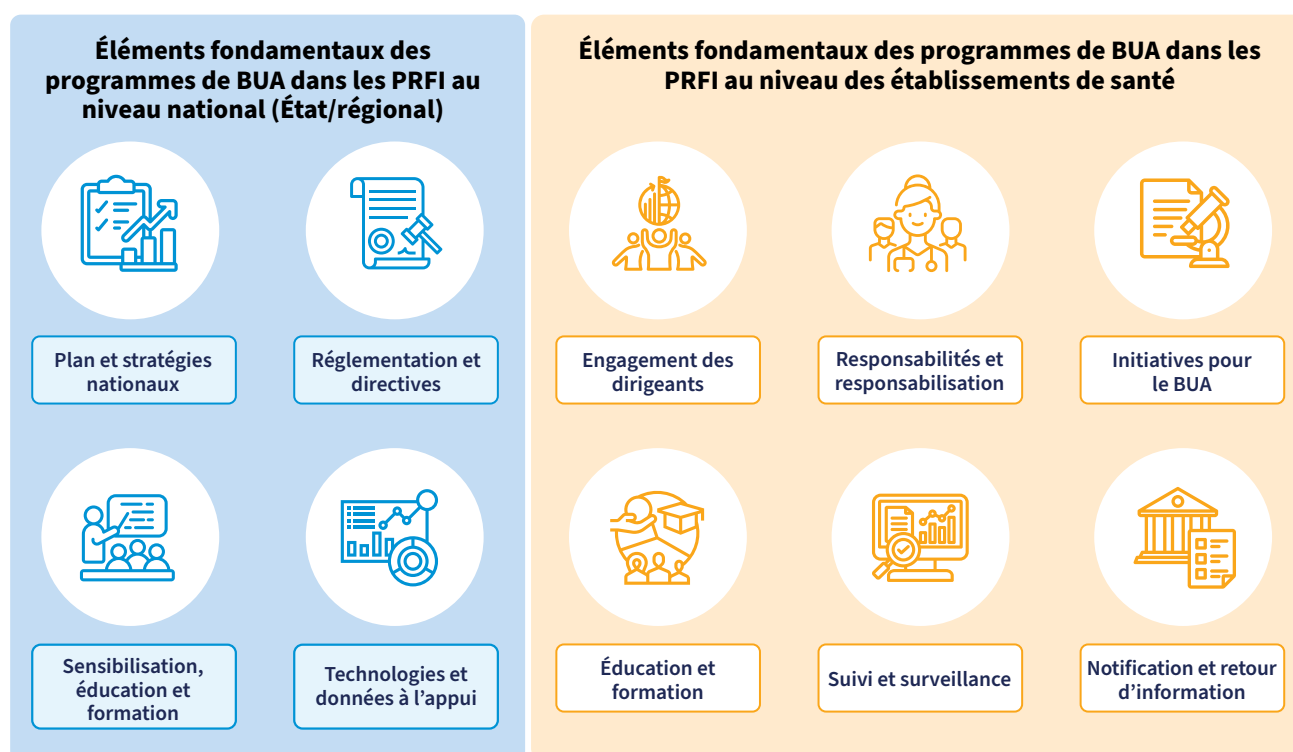 Éléments fondamentaux des
programmes de BUA dans les PRFI au
niveau national (État/régional)
Plan et stratégies
nationaux
Réglementation et
directives
Sensibilisation,
éducation et
formation
Technologies et
données à l’appui
Éléments fondamentaux des programmes de BUA dans les
PRFI au niveau des établissements de santé
Engagement des
dirigeants
Responsabilités et
responsabilisation
Initiatives pour
le BUA
Éducation et
formation
Suivi et surveillance
Notification et retour
d’information